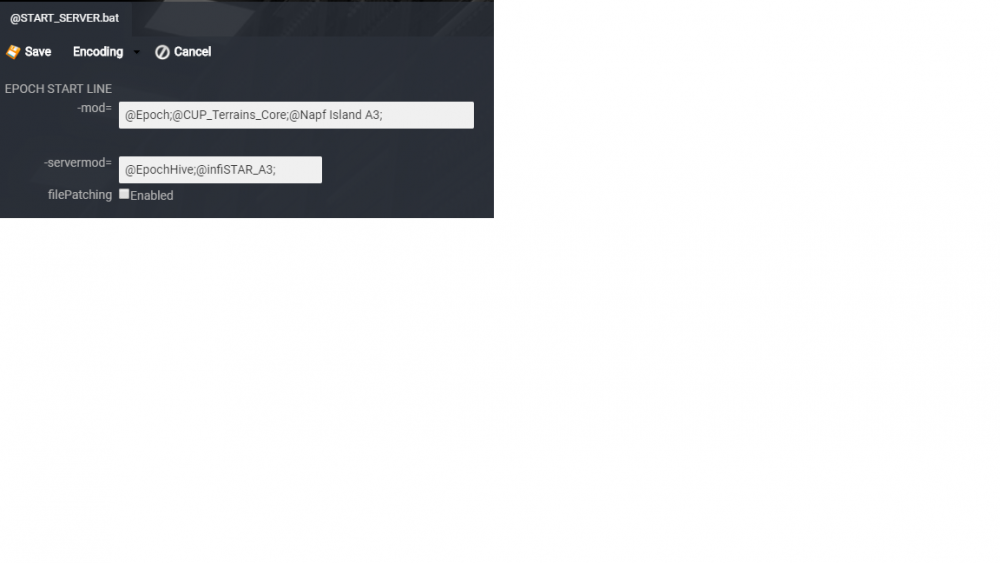 @START_SERVER.bat
Save Encoding Cancel
EPOCH START LINE
-mod= @Epoch;@CUP_Terrains_Core;@Napf Island A3;
-servermod= @EpochHive;@infiSTAR_A3;
filePatching Enabled